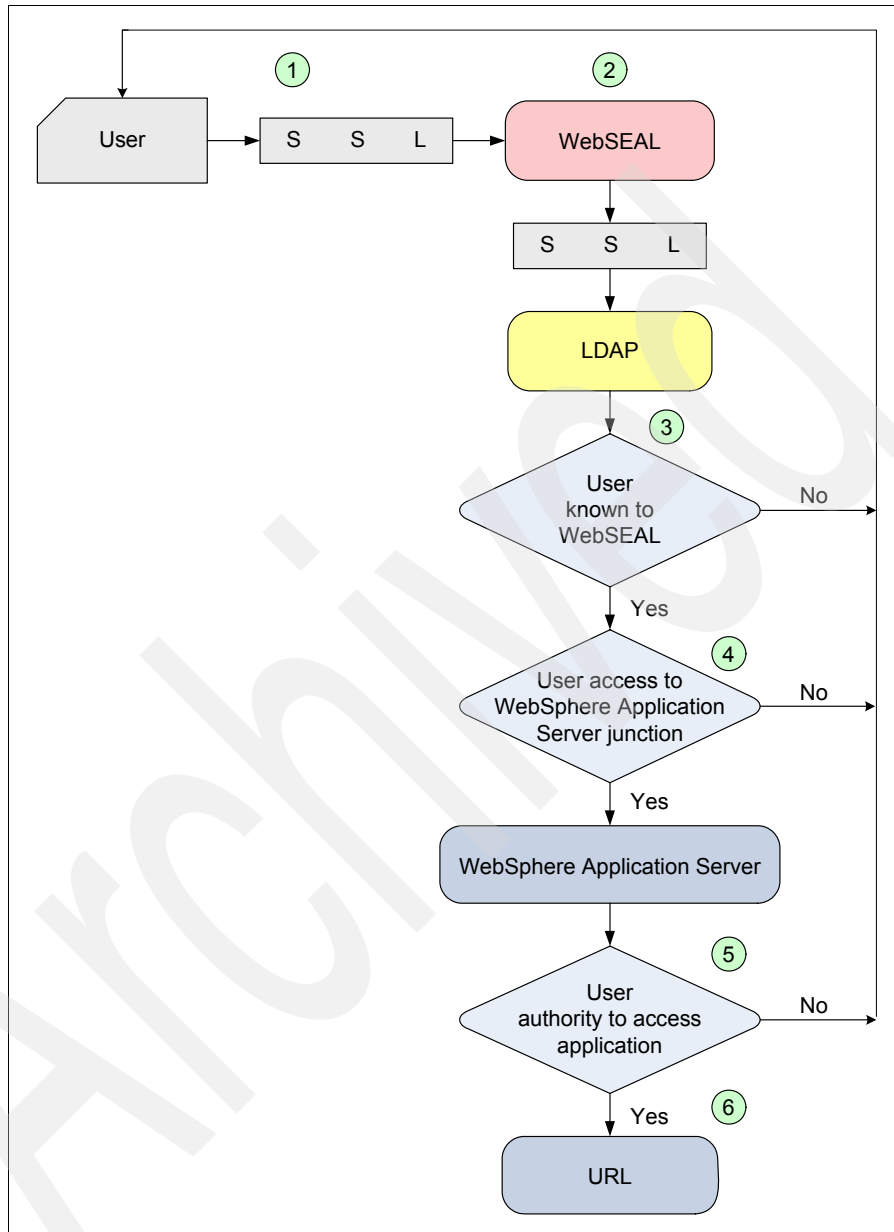 1
2
User
S S L
WebSEAL
S S L
LDAP
3
User
known to
WebSEAL
No
Yes
4
User access to
WebSphere Application
Server junction
No
Yes
WebSphere Application Server
5
User
authority to access
application
No
Yes
6
URL
Archived